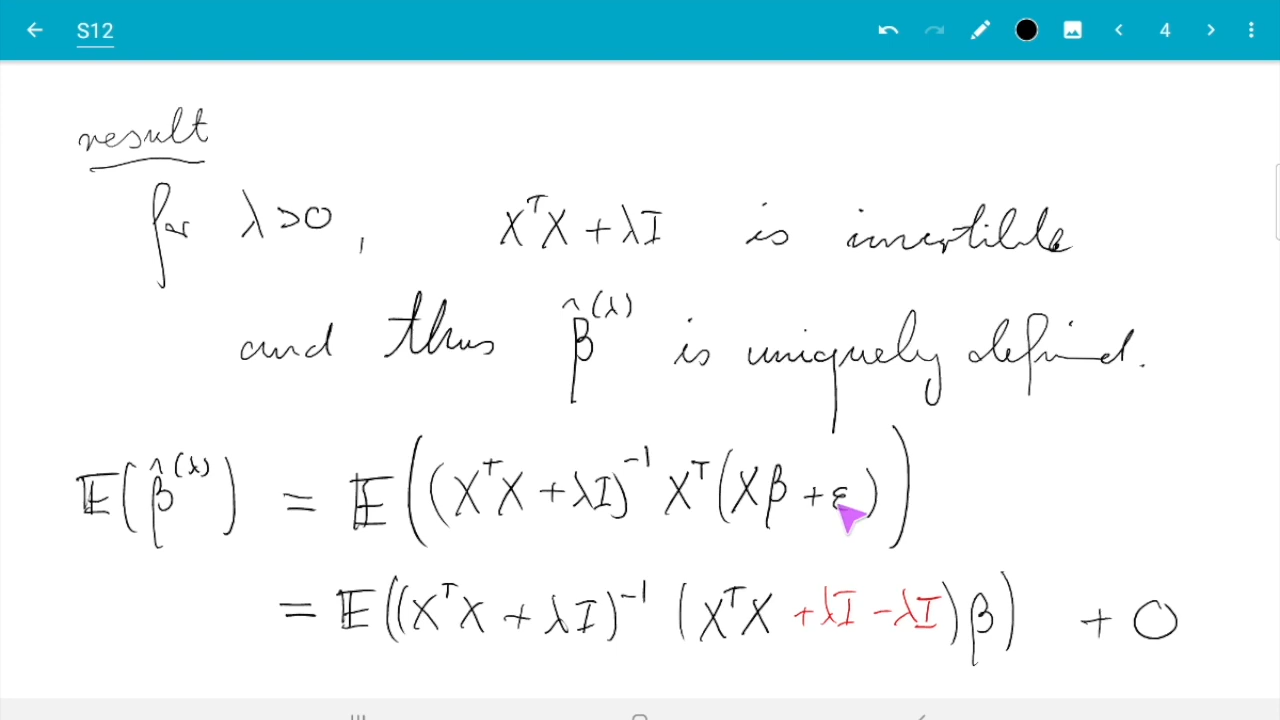 S12
4
result
for λ>0, XᵀX + λI is invertible
and thus β̂⁽λ⁾ is uniquely defined.
𝔼(β̂⁽λ⁾) = 𝔼((XᵀX + λI)⁻¹ Xᵀ(Xβ + ε))
= 𝔼((XᵀX + λI)⁻¹ (XᵀX + λI - λI)β) + 0